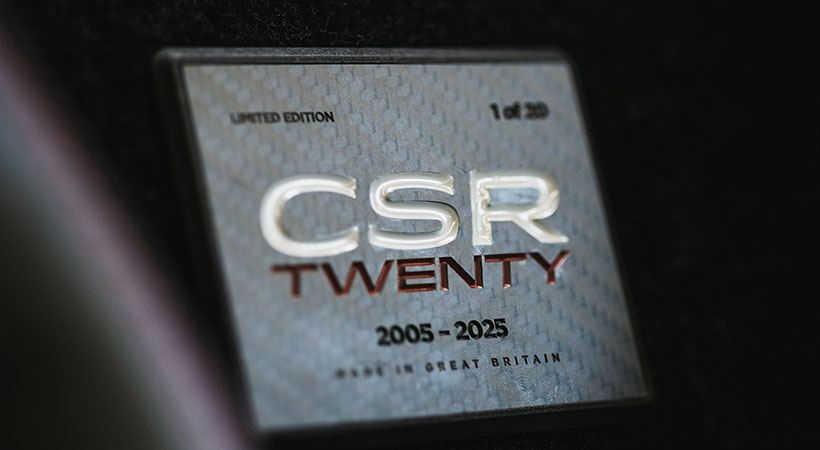 LIMITED EDITION
1 of 20
CSR
TWENTY
2005 – 2025
MADE IN GREAT BRITAIN